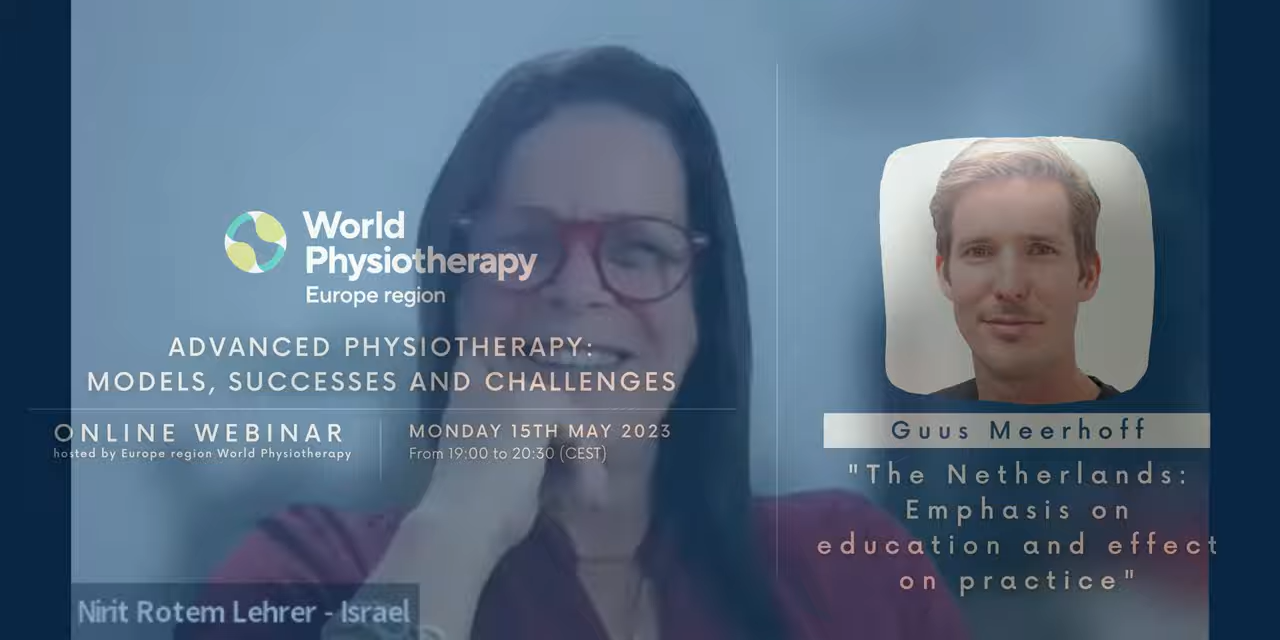 World
Physiotherapy
Europe region
ADVANCED PHYSIOTHERAPY:
MODELS, SUCCESSES AND CHALLENGES
ONLINE WEBINAR
hosted by Europe region World Physiotherapy
MONDAY 15TH MAY 2023
From 19:00 to 20:30 (CEST)
Guus Meerhoff
"The Netherlands:
Emphasis on
education and effect
on practice"
Nirit Rotem Lehrer - Israel